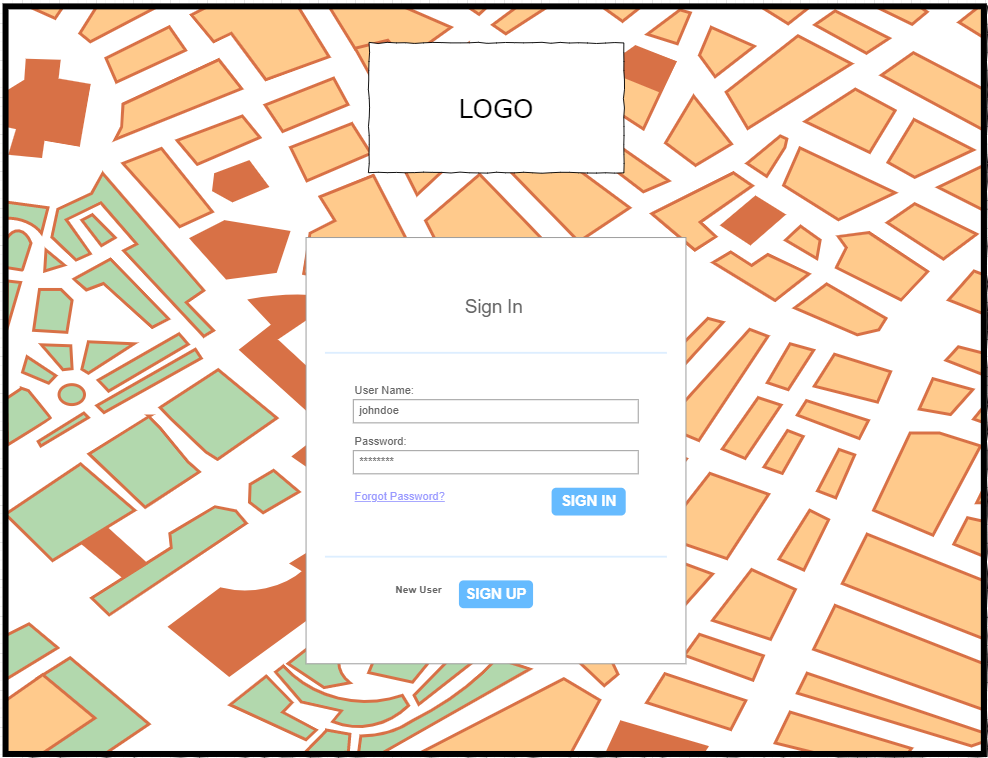 LOGO
Sign In
User Name:
johndoe
Password:
********
Forgot Password?
SIGN IN
New User
SIGN UP